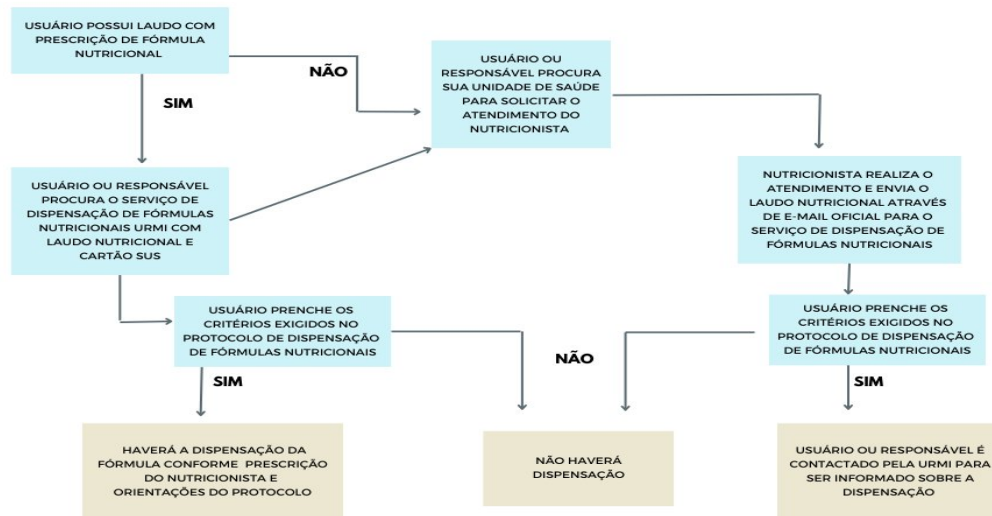 USUÁRIO POSSUI LAUDO COM
PRESCRIÇÃO DE FÓRMULA
NUTRICIONAL
NÃO
SIM
USUÁRIO OU
RESPONSÁVEL PROCURA
SUA UNIDADE DE SAÚDE
PARA SOLICITAR O
ATENDIMENTO DO
NUTRICIONISTA
USUÁRIO OU RESPONSÁVEL
PROCURA O SERVIÇO DE
DISPENSAÇÃO DE FÓRMULAS
NUTRICIONAIS URMI COM
LAUDO NUTRICIONAL E
CARTÃO SUS
NUTRICIONISTA REALIZA O
ATENDIMENTO E ENVIA O
LAUDO NUTRICIONAL ATRAVÉS
DE E-MAIL OFICIAL PARA O
SERVIÇO DE DISPENSAÇÃO DE
FÓRMULAS NUTRICIONAIS
USUÁRIO PRENCHE OS
CRITÉRIOS EXIGIDOS NO
PROTOCOLO DE DISPENSAÇÃO
DE FÓRMULAS NUTRICIONAIS
NÃO
USUÁRIO PRENCHE OS
CRITÉRIOS EXIGIDOS NO
PROTOCOLO DE DISPENSAÇÃO
DE FÓRMULAS NUTRICIONAIS
SIM
SIM
HAVERÁ A DISPENSAÇÃO DA
FÓRMULA CONFORME PRESCRIÇÃO
DO NUTRICIONISTA E
ORIENTAÇÕES DO PROTOCOLO
NÃO HAVERÁ
DISPENSAÇÃO
USUÁRIO OU RESPONSÁVEL É
CONTACTADO PELA URMI PARA
SER INFORMADO SOBRE A
DISPENSAÇÃO